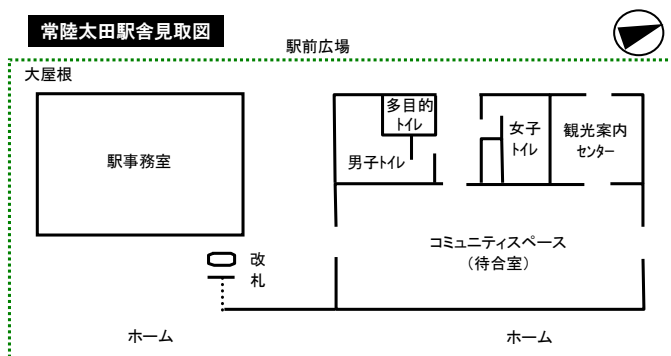 常陸太田駅舎見取図
駅前広場
大屋根
駅事務室
多目的
トイレ
男子トイレ
女子
トイレ
観光案内
センター
コミュニティスペース
（待合室）
改
札
ホーム
ホーム